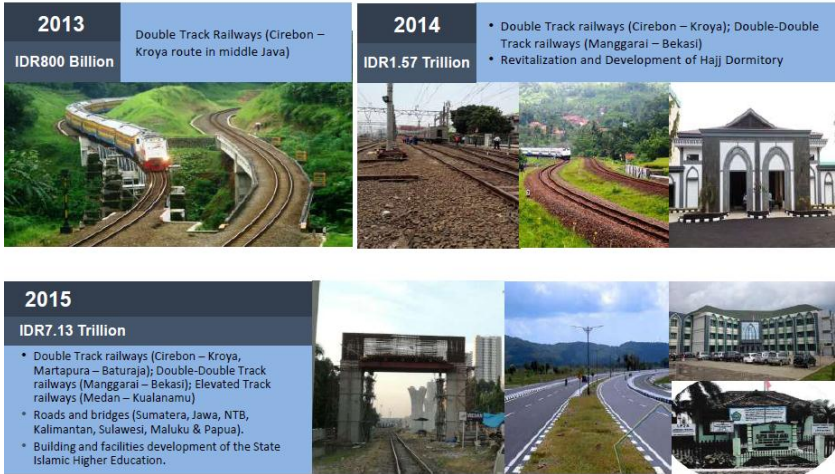 2013
IDR800 Billion
Double Track Railways (Cirebon –
Kroya route in middle Java)
2014
IDR1.57 Trillion
• Double Track railways (Cirebon – Kroya); Double-Double
Track railways (Manggarai – Bekasi)
• Revitalization and Development of Hajj Dormitory
2015
IDR7.13 Trillion
• Double Track railways (Cirebon – Kroya,
Martapura – Baturaja); Double-Double Track
railways (Manggarai – Bekasi); Elevated Track
railways (Medan – Kualanamu)
• Roads and bridges (Sumatera, Jawa, NTB,
Kalimantan, Sulawesi, Maluku & Papua).
• Building and facilities development of the State
Islamic Higher Education.